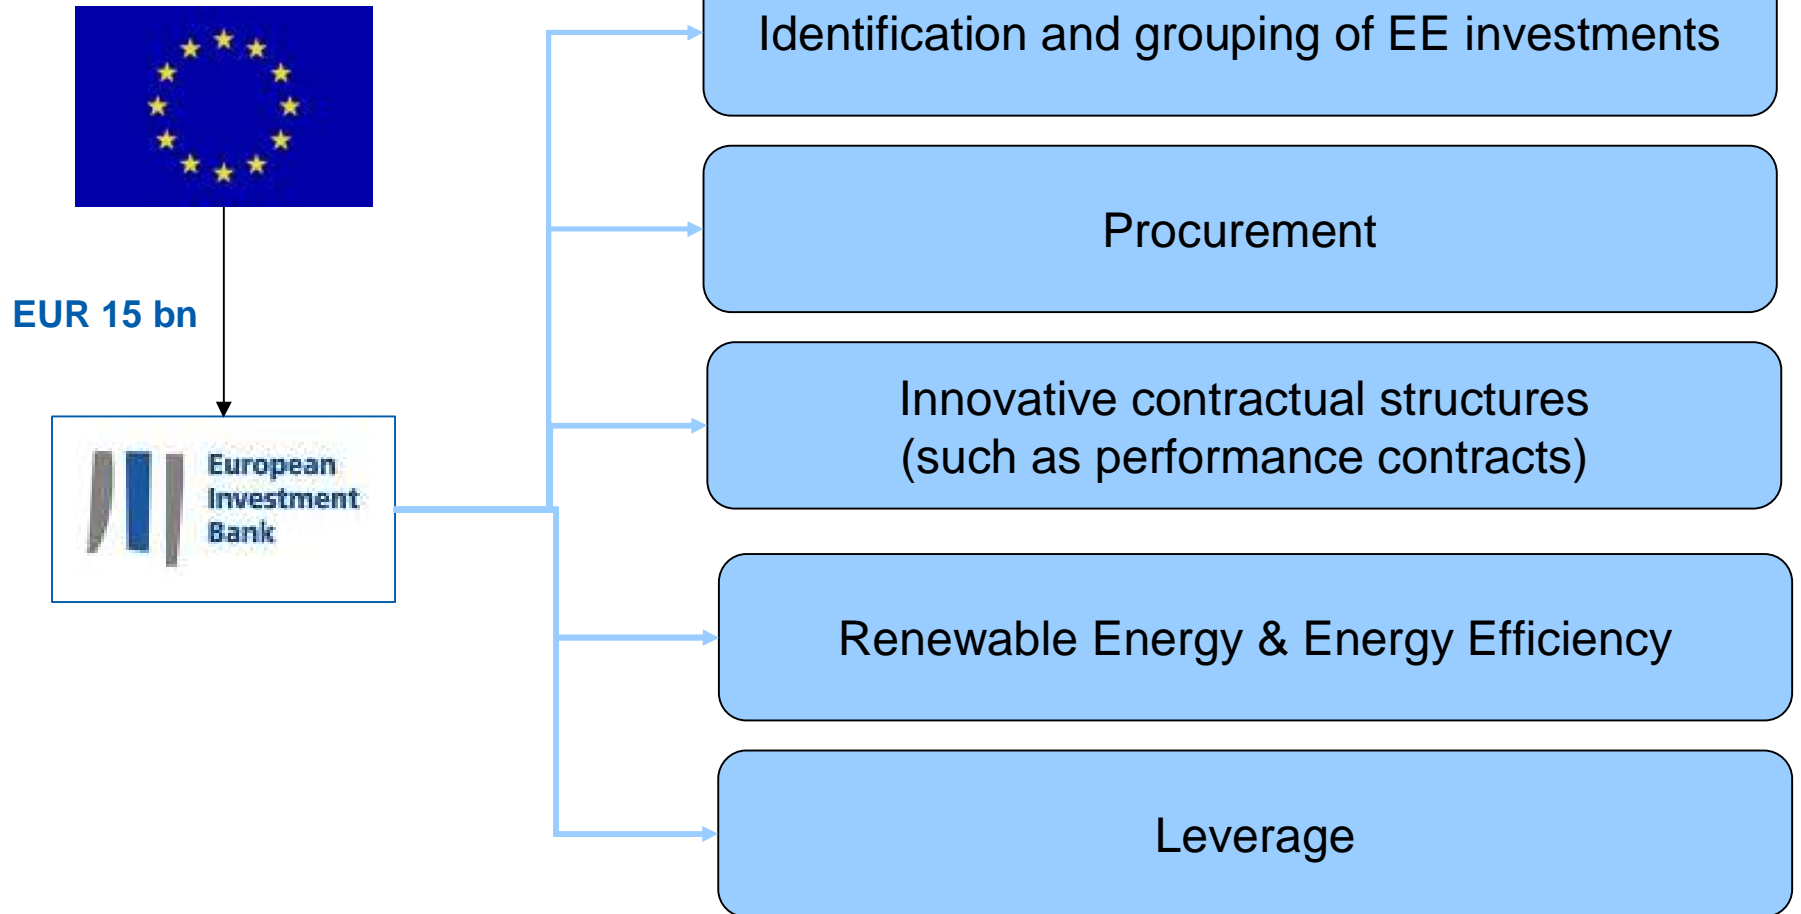 Identification and grouping of EE investments
Procurement
EUR 15 bn
Innovative contractual structures
(such as performance contracts)
European
Investment
Bank
Renewable Energy & Energy Efficiency
Leverage